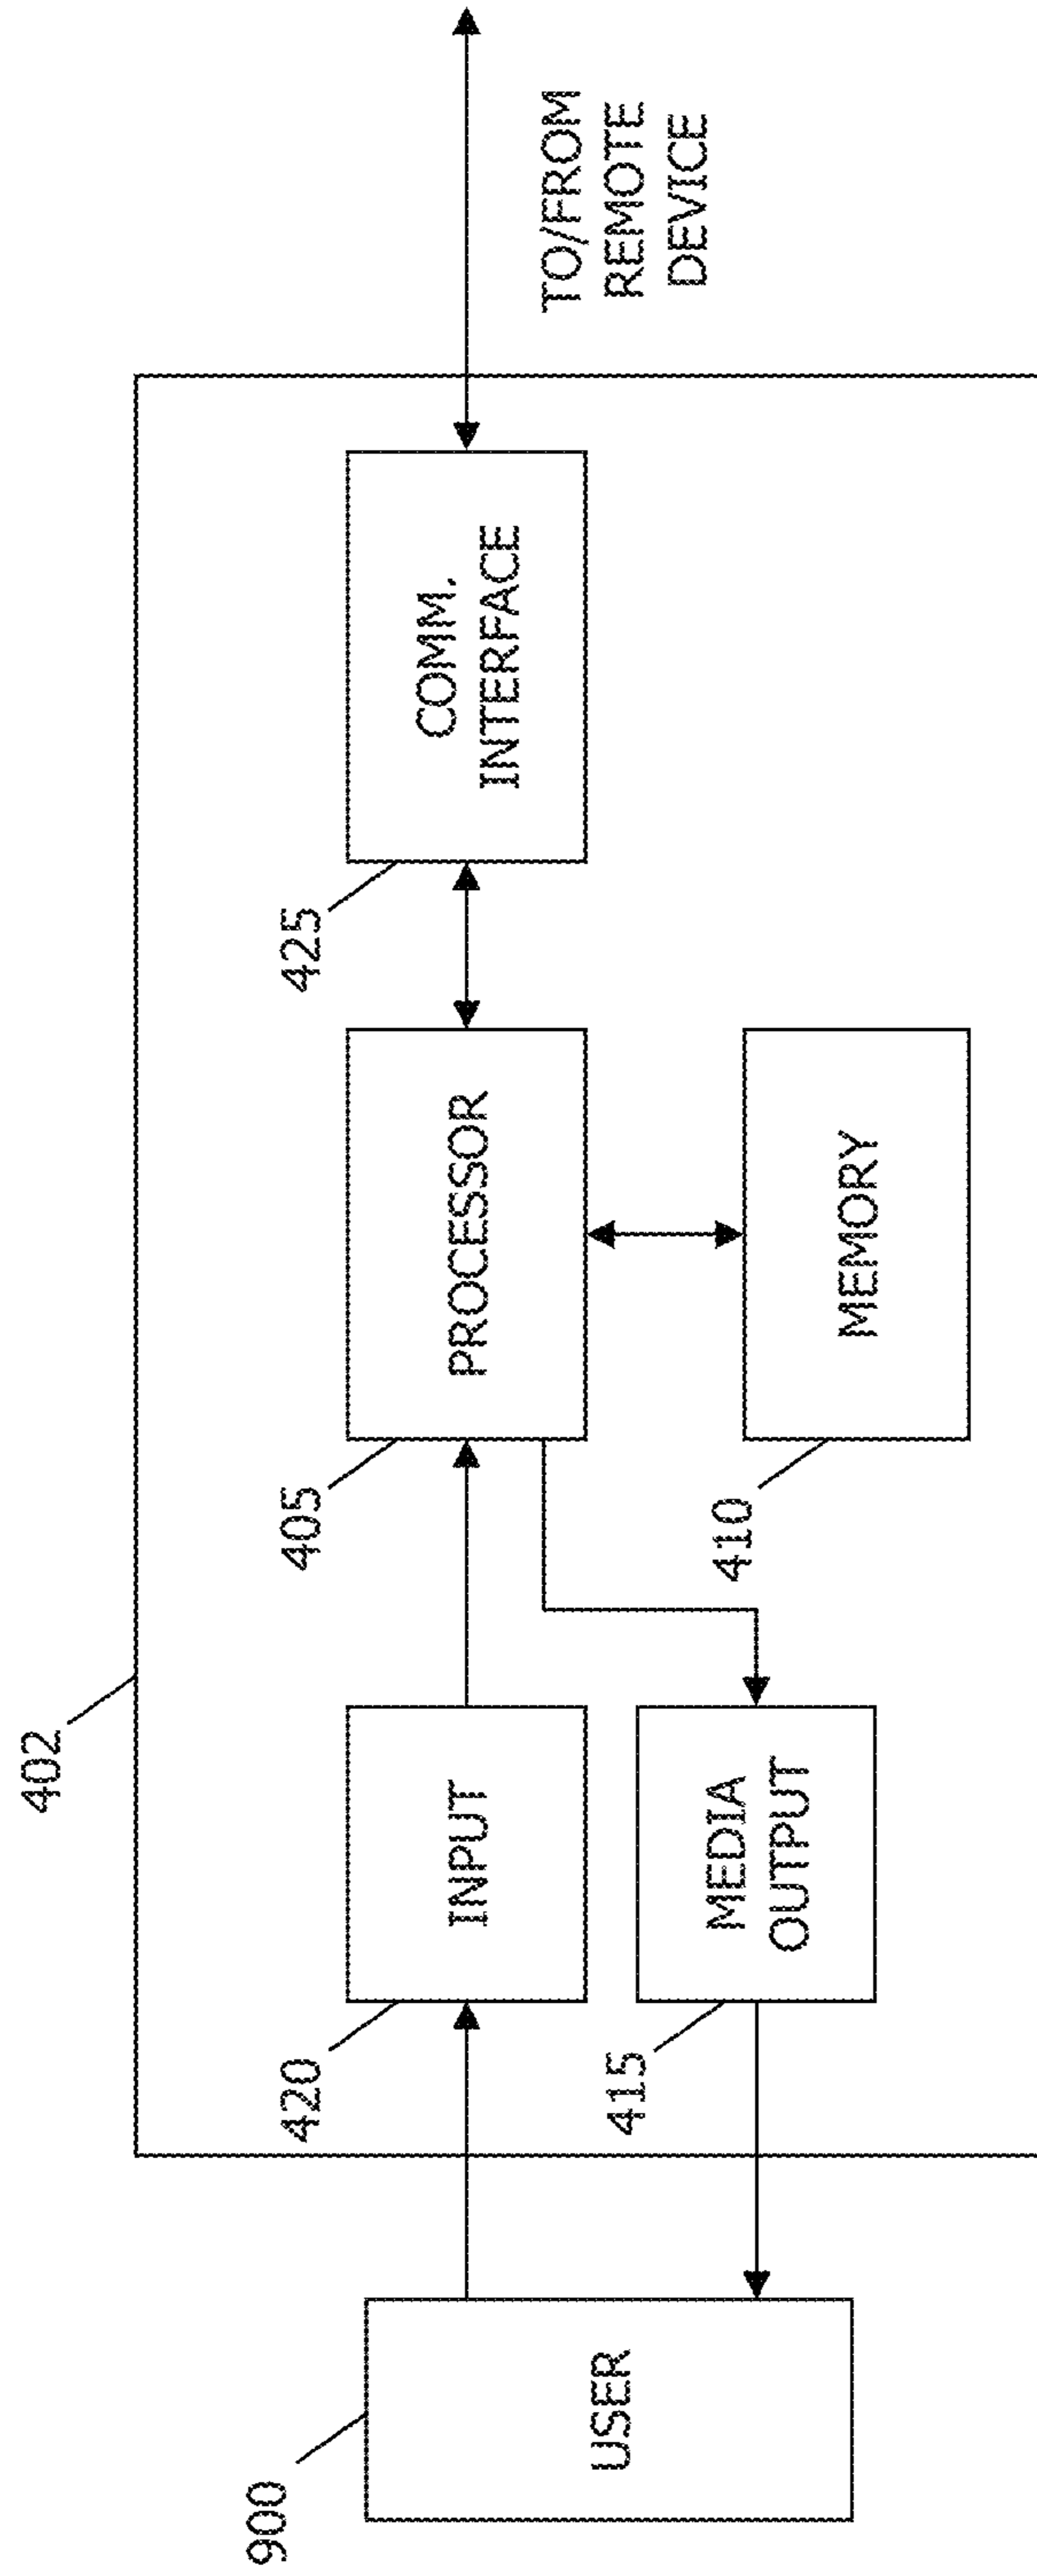 402
900
USER
420
INPUT
415
MEDIA
OUTPUT
405
PROCESSOR
410
MEMORY
425
COMM.
INTERFACE
TO/FROM
REMOTE
DEVICE